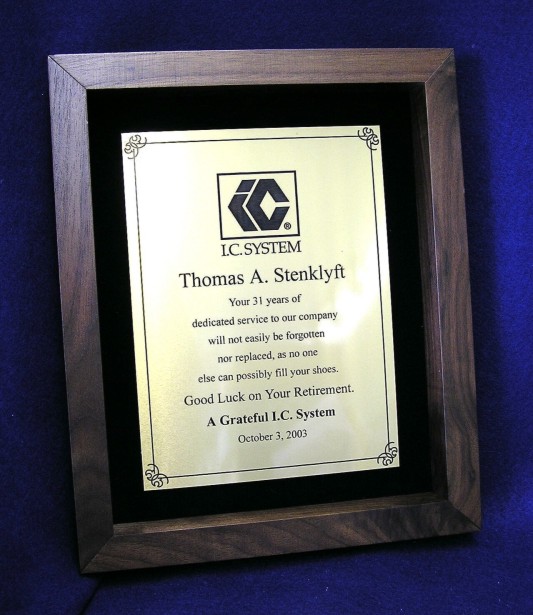 IC®
I.C. SYSTEM
Thomas A. Stenklyft
Your 31 years of
dedicated service to our company
will not easily be forgotten
nor replaced, as no one
else can possibly fill your shoes.
Good Luck on Your Retirement.
A Grateful I.C. System
October 3, 2003